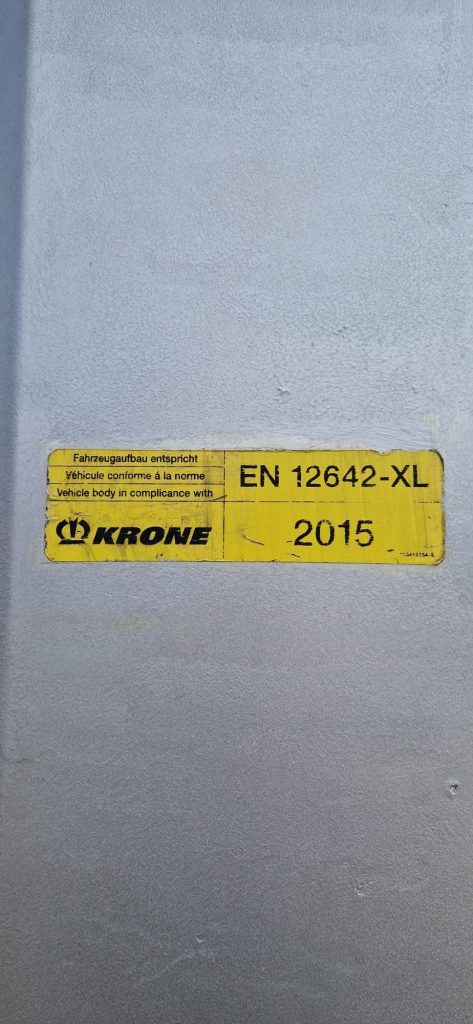 Fahrzeugaufbau entspricht
Véhicule conforme á la norme
Vehicle body in complicance with
EN 12642-XL
KRONE
2015